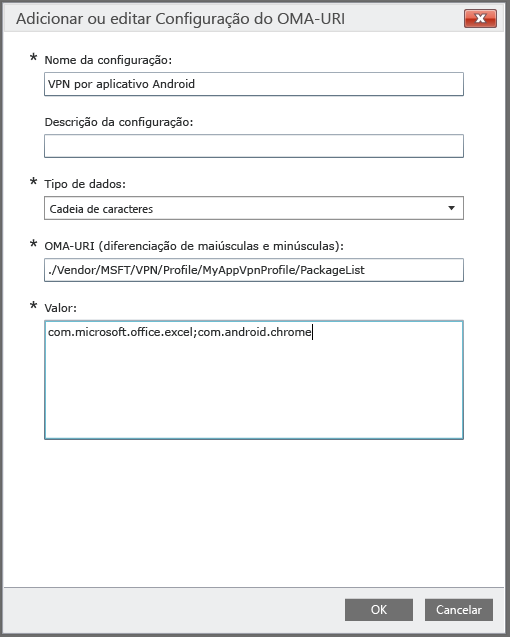 Adicionar ou editar Configuração do OMA-URI
* Nome da configuração:
VPN por aplicativo Android
Descrição da configuração:
* Tipo de dados:
Cadeia de caracteres
* OMA-URI (diferenciação de maiúsculas e minúsculas):
./Vendor/MSFT/VPN/Profile/MyAppVpnProfile/PackageList
* Valor:
com.microsoft.office.excel;com.android.chrome
OK Cancelar